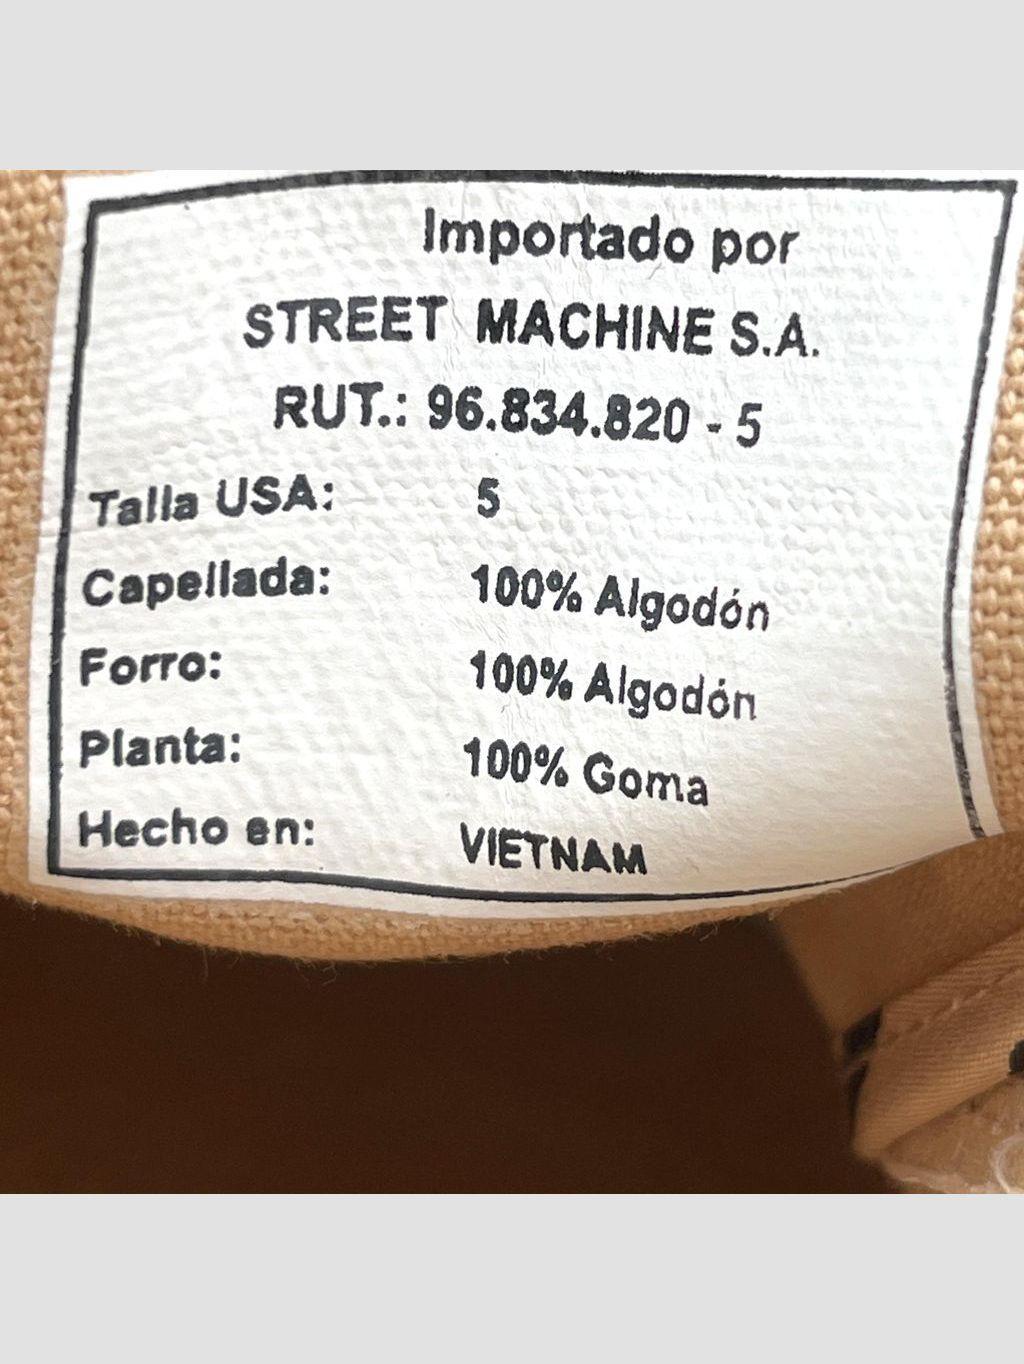 Importado por
STREET MACHINE S.A.
RUT.: 96.834.820 - 5
Talla USA: 5
Capellada: 100% Algodón
Forro: 100% Algodón
Planta: 100% Goma
Hecho en: VIETNAM